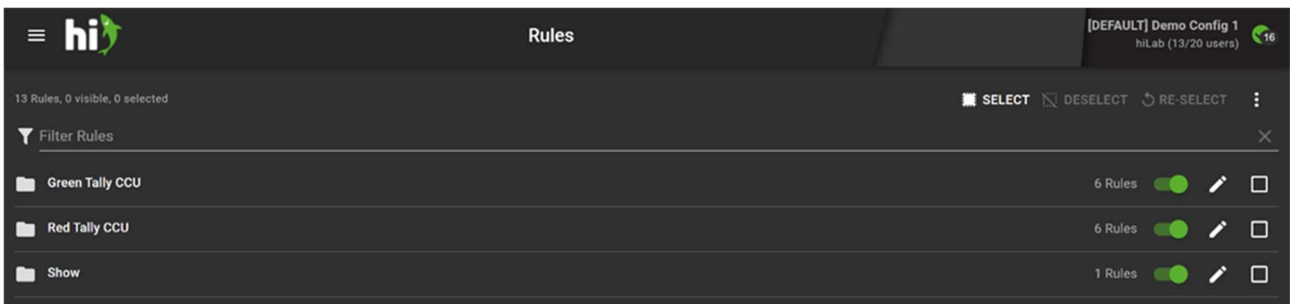 hi
Rules
[DEFAULT] Demo Config 1
hiLab (13/20 users)
16
13 Rules, 0 visible, 0 selected
SELECT DESELECT RE-SELECT
Filter Rules
Green Tally CCU 6 Rules
Red Tally CCU 6 Rules
Show 1 Rules